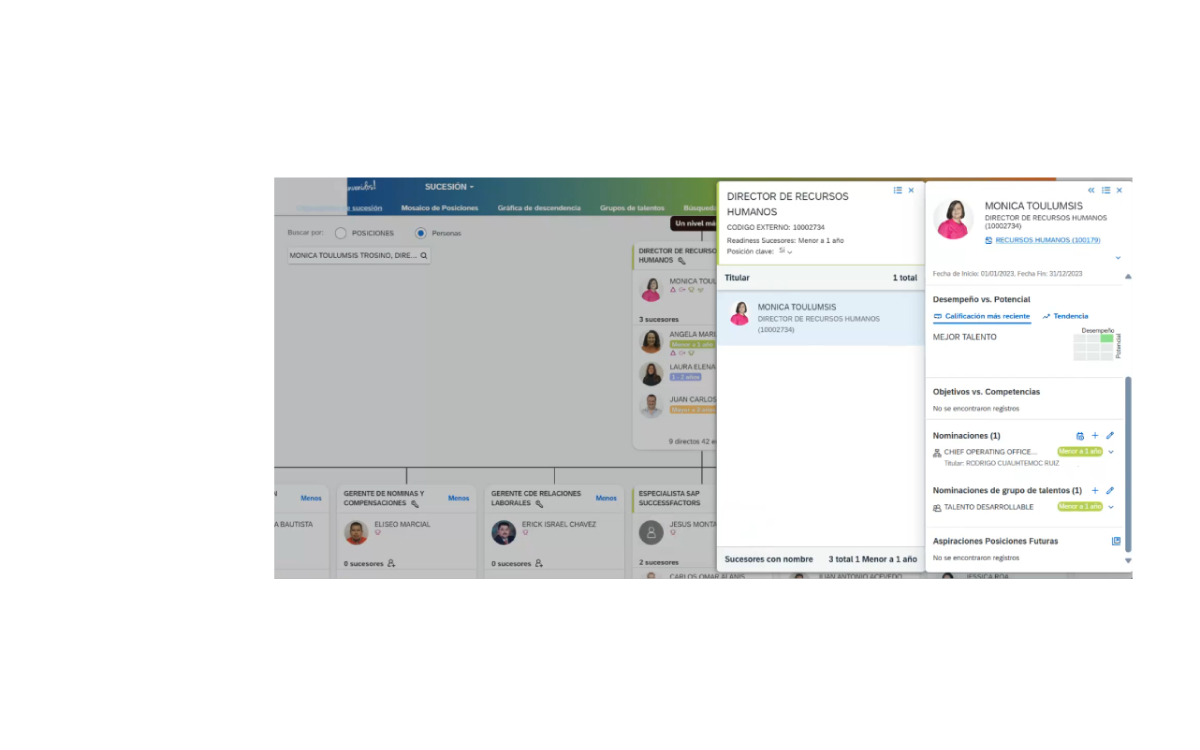 SUCESIÓN
sucesión
Mosaico de Posiciones
Gráfica de descendencia
Grupos de talentos
Buscar por:
POSICIONES
Personas
MONICA TOULUMSIS TROSINO, DIRE...
Un nivel
DIRECTOR DE RECURSO
HUMANOS
MONICA TOUL
3 sucesores
ANGELA MARI
Menor a 1 año
LAURA ELENA
1 - 2 años
JUAN CARLOS
9 directos 42
Menos
A BAUTISTA
GERENTE DE NOMINAS Y
COMPENSACIONES
Menos
ELISEO MARCIAL
0 sucesores
GERENTE CDE RELACIONES
LABORALES
Menos
ERICK ISRAEL CHAVEZ
0 sucesores
ESPECIALISTA SAP
SUCCESSFACTORS
JESUS MONTA
2 sucesores
CARLOS OMAR ALANIS
JUAN ANTONIO ACEVEDO
JESSICA ROA
DIRECTOR DE RECURSOS
HUMANOS
CODIGO EXTERNO: 10002734
Readiness Sucesores: Menor a 1 año
Posición clave: Sí
Titular
1 total
MONICA TOULUMSIS
DIRECTOR DE RECURSOS HUMANOS
(10002734)
Sucesores con nombre
3 total 1 Menor a 1 año
MONICA TOULUMSIS
DIRECTOR DE RECURSOS HUMANOS
(10002734)
RECURSOS HUMANOS (100179)
Fecha de Inicio: 01/01/2023, Fecha Fin: 31/12/2023
Desempeño vs. Potencial
Calificación más reciente
Tendencia
MEJOR TALENTO
Desempeño
Potencial
Objetivos vs. Competencias
No se encontraron registros
Nominaciones (1)
CHIEF OPERATING OFFICE...
Menor a 1 año
Titular: RODRIGO CUAUHTEMOC RUIZ
Nominaciones de grupo de talentos (1)
TALENTO DESARROLLABLE
Menor a 1 año
Aspiraciones Posiciones Futuras
No se encontraron registros